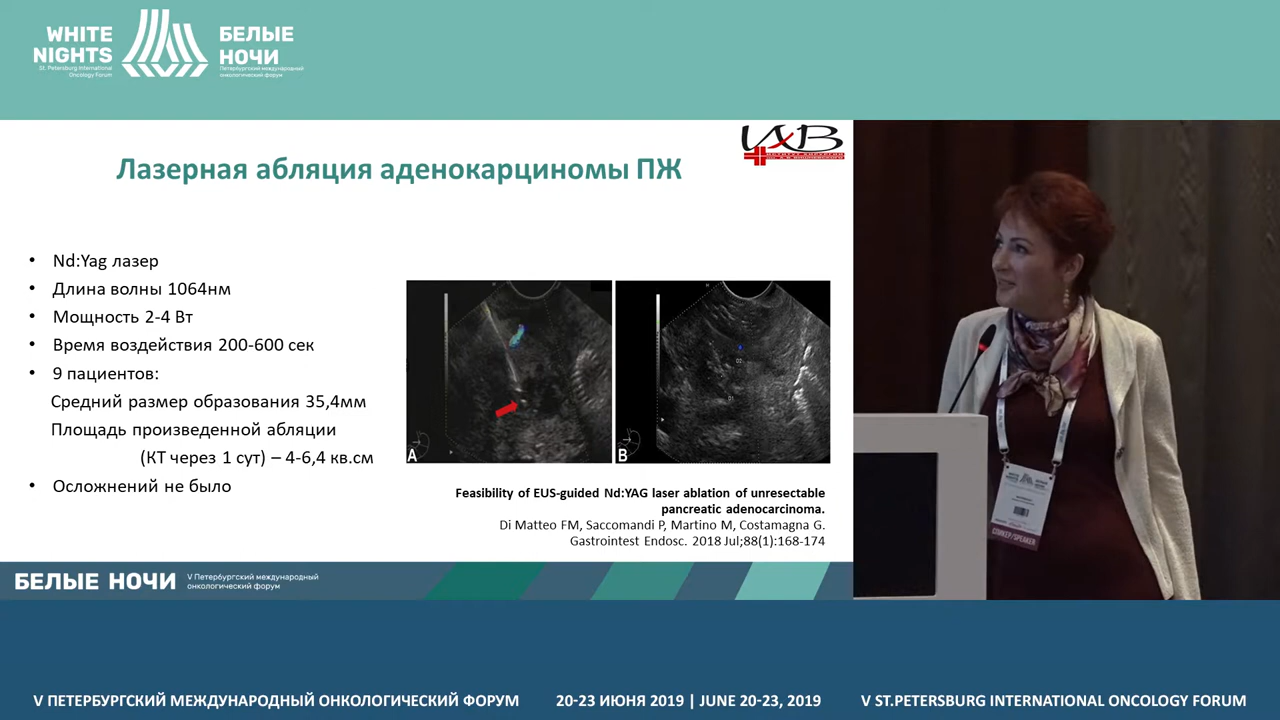 WHITE
NIGHTS
St. Petersburg International
Oncology Forum
БЕЛЫЕ
НОЧИ
Петербургский международный
онкологический форум
ИХВ
ИНСТИТУТ ХИРУРГИИ
Лазерная абляция аденокарциномы ПЖ
• Nd:Yag лазер
• Длина волны 1064нм
• Мощность 2-4 Вт
• Время воздействия 200-600 сек
• 9 пациентов:
Средний размер образования 35,4мм
Площадь произведенной абляции
(КТ через 1 сут) – 4-6,4 кв.см
• Осложнений не было
A
B
Feasibility of EUS-guided Nd:YAG laser ablation of unresectable
pancreatic adenocarcinoma.
Di Matteo FM, Saccomandi P, Martino M, Costamagna G.
Gastrointest Endosc. 2018 Jul;88(1):168-174
СПИКЕР/SPEAKER
БЕЛЫЕ НОЧИ
V Петербургский международный
онкологический форум
V ПЕТЕРБУРГСКИЙ МЕЖДУНАРОДНЫЙ ОНКОЛОГИЧЕСКИЙ ФОРУМ
20-23 ИЮНЯ 2019 | JUNE 20-23, 2019
V ST.PETERSBURG INTERNATIONAL ONCOLOGY FORUM